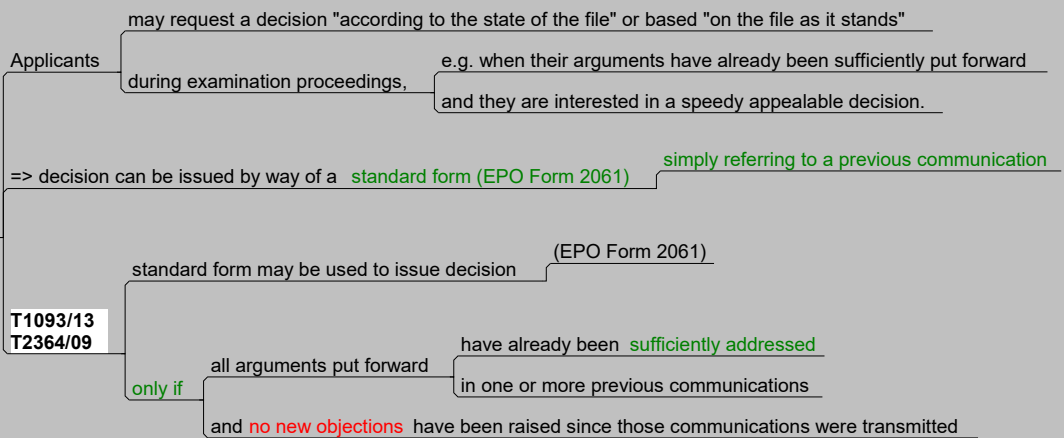 may request a decision "according to the state of the file" or based "on the file as it stands"
Applicants
during examination proceedings,
e.g. when their arguments have already been sufficiently put forward
and they are interested in a speedy appealable decision.
=> decision can be issued by way of a standard form (EPO Form 2061)
simply referring to a previous communication
standard form may be used to issue decision
(EPO Form 2061)
T1093/13
T2364/09
only if
all arguments put forward
have already been sufficiently addressed
in one or more previous communications
and no new objections have been raised since those communications were transmitted